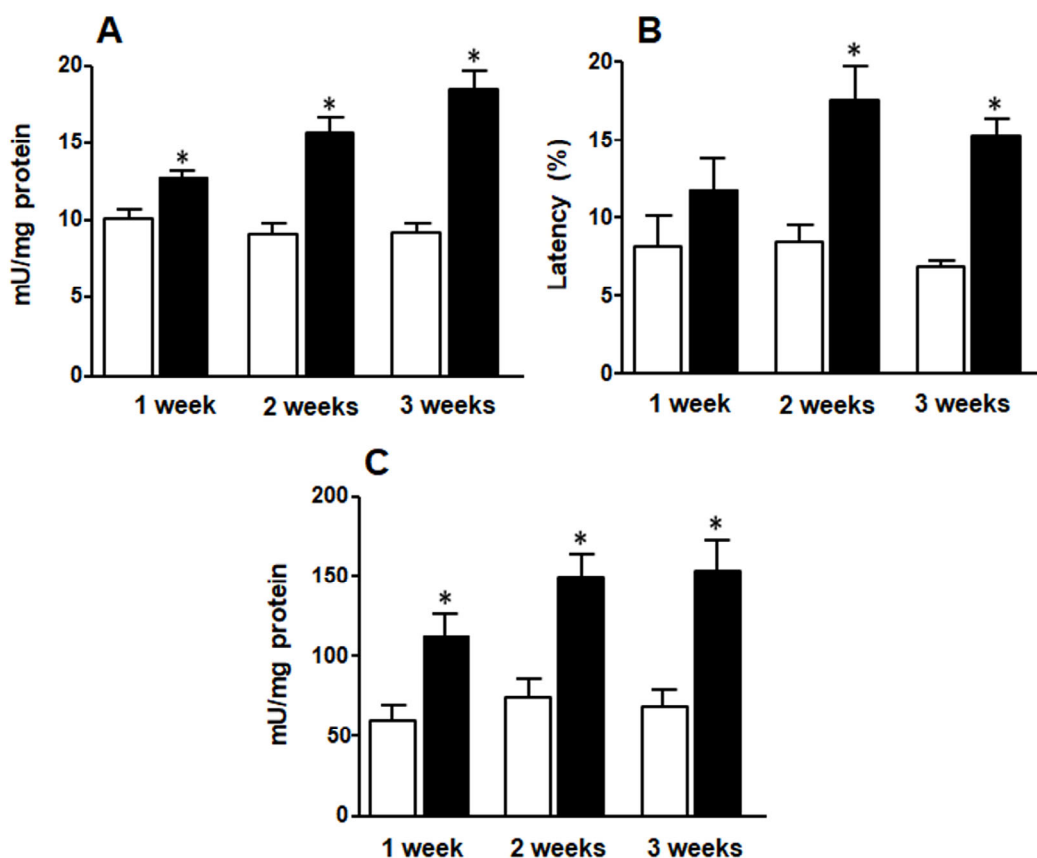 A
mU/mg protein
20
15
10
5
0
*
*
*
1 week
2 weeks
3 weeks
B
Latency (%)
20
15
10
5
0
*
*
1 week
2 weeks
3 weeks
C
mU/mg protein
200
150
100
50
0
*
*
*
1 week
2 weeks
3 weeks